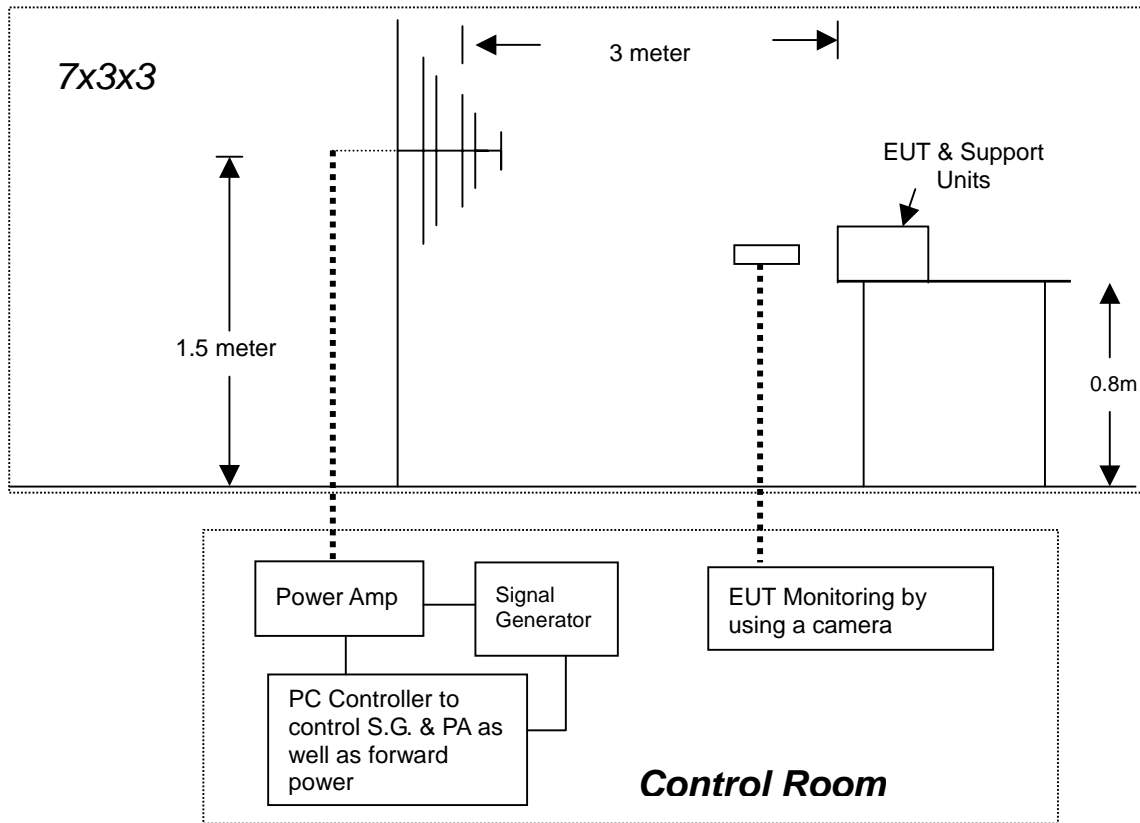 7x3x3
3 meter
EUT & Support
Units
1.5 meter
0.8m
Power Amp
Signal
Generator
EUT Monitoring by
using a camera
PC Controller to
control S.G. & PA as
well as forward
power
Control Room